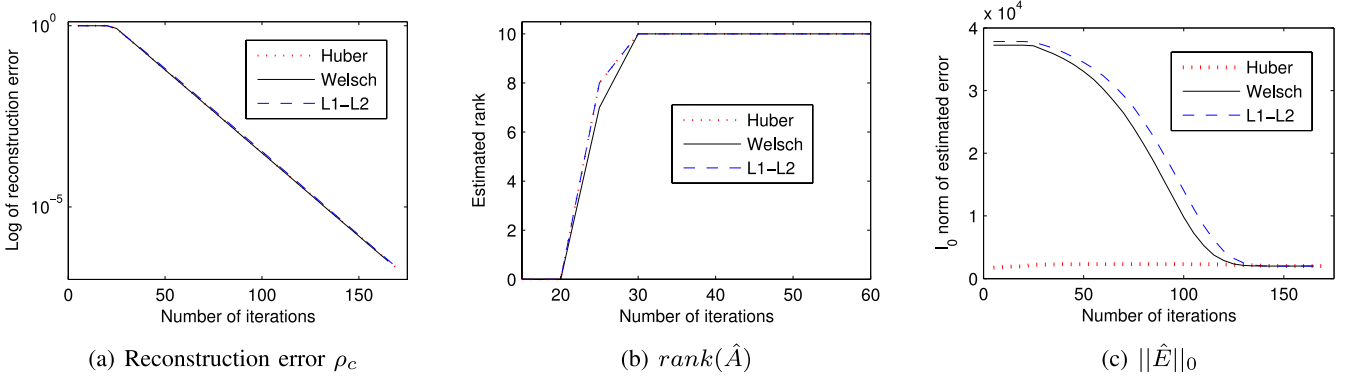 10^0
10^-5
0
50
100
150
Log of reconstruction error
Number of iterations
Huber
Welsch
L1−L2
(a) Reconstruction error ρ_c
10
8
6
4
2
0
20
30
40
50
60
Estimated rank
Number of iterations
Huber
Welsch
L1−L2
(b) rank(Â)
x 10^4
4
3
2
1
0
0
50
100
150
l_0 norm of estimated error
Number of iterations
Huber
Welsch
L1−L2
(c) ||Ê||_0